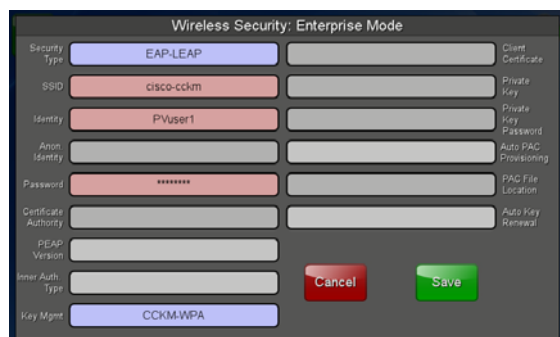 Wireless Security: Enterprise Mode
Security
Type
EAP-LEAP
Client
Certificate
SSID
cisco-cckm
Private
Key
Identity
PVuser1
Private
Key
Password
Anon.
Identity
Auto PAC
Provisioning
Password
********
PAC File
Location
Certificate
Authority
Auto Key
Renewal
PEAP
Version
Inner Auth.
Type
Cancel
Save
Key Mgmt
CCKM-WPA